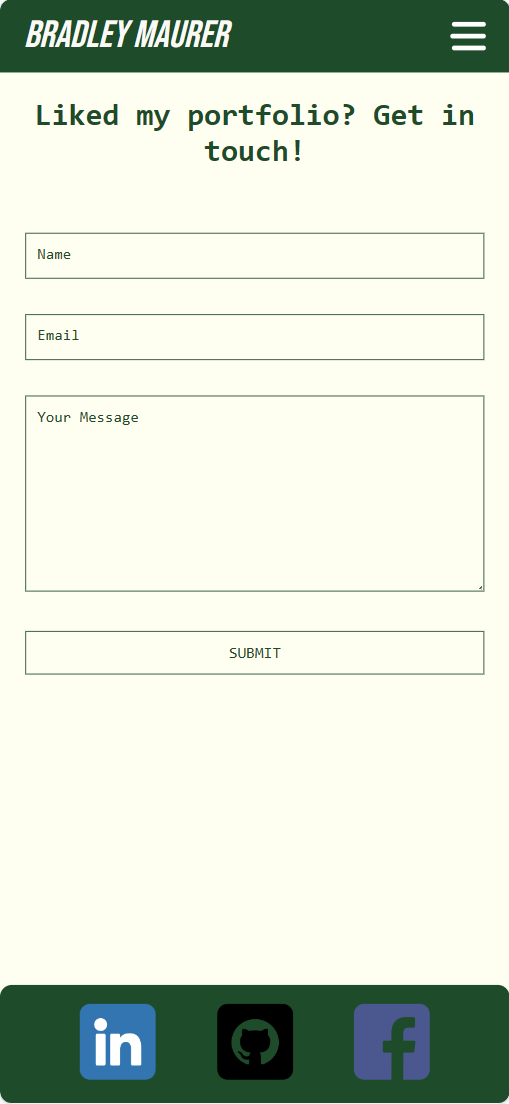 BRADLEY MAURER
Liked my portfolio? Get in
touch!
Name
Email
Your Message
SUBMIT
in
f